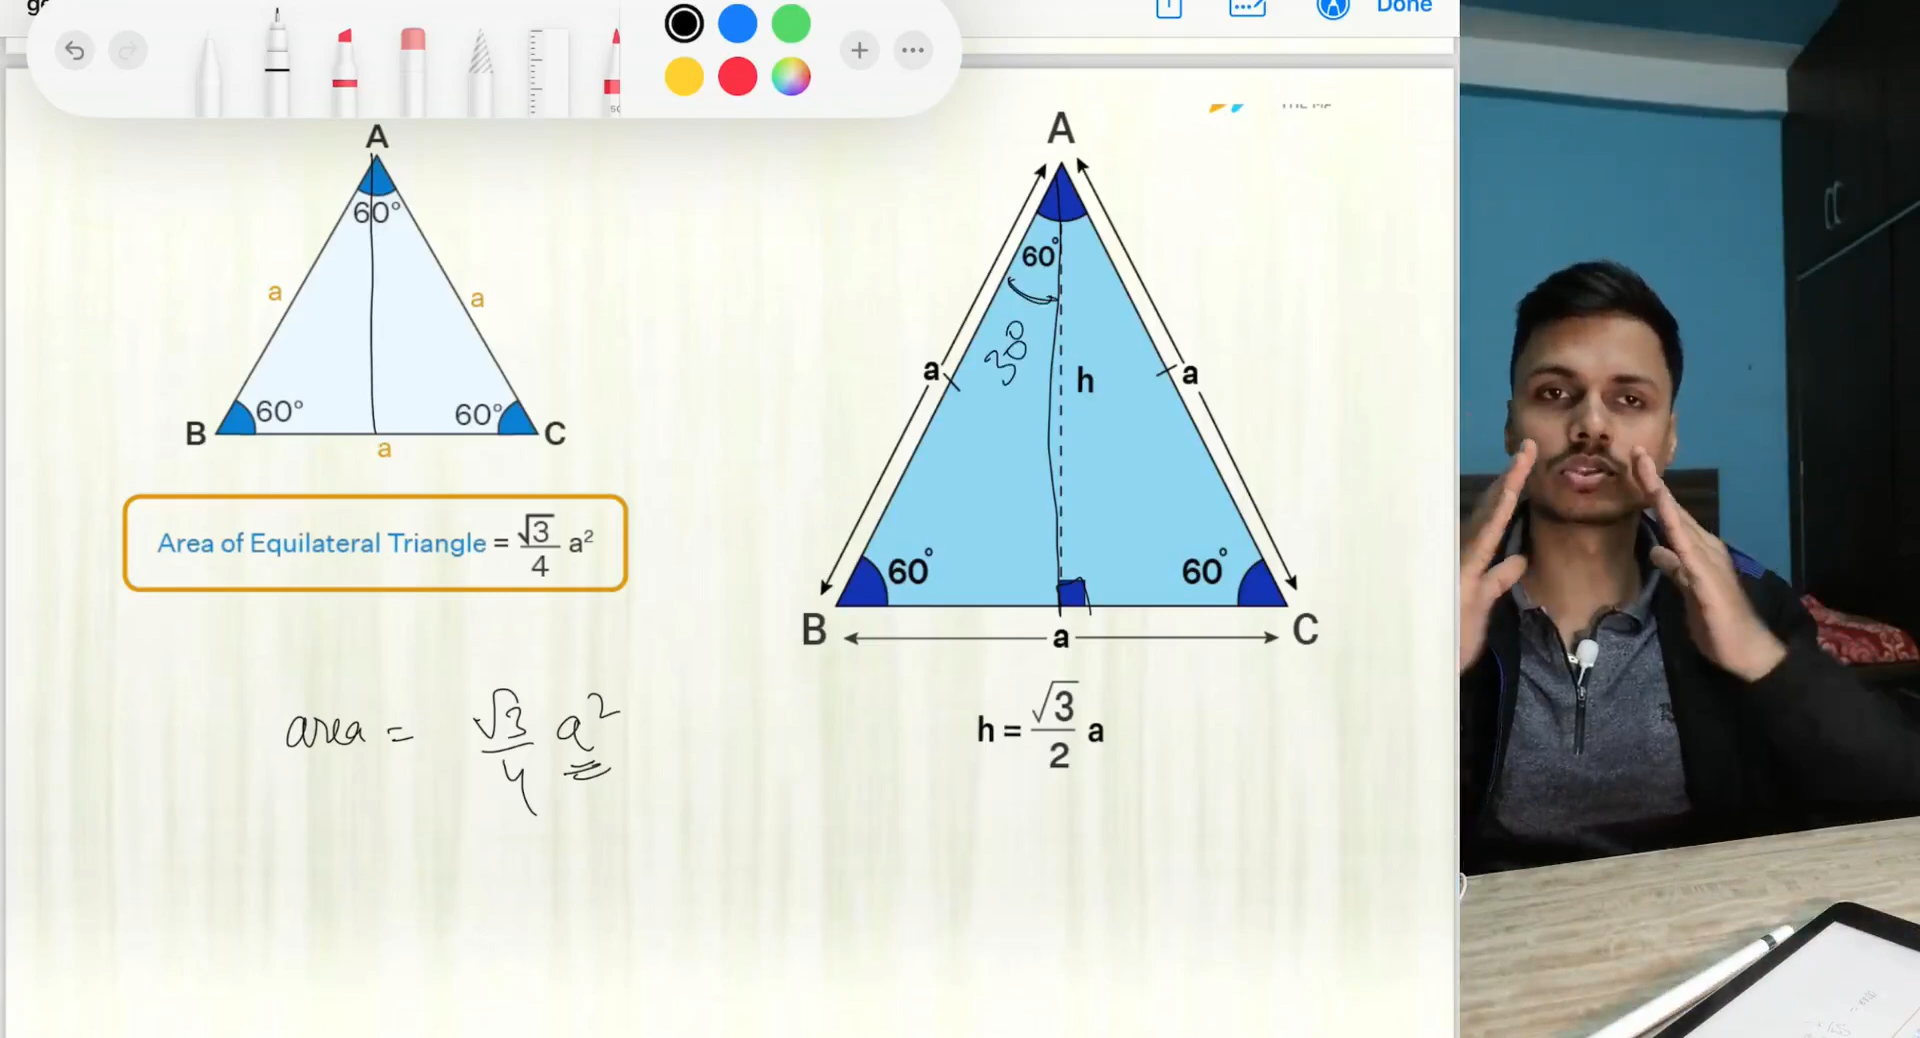 Done
A
60°
a
a
B
60°
60°
C
a
Area of Equilateral Triangle = √3/4 a²
area = √3/4 a²
A
60°
30
a
h
a
60°
60°
B
a
C
h = √3/2 a